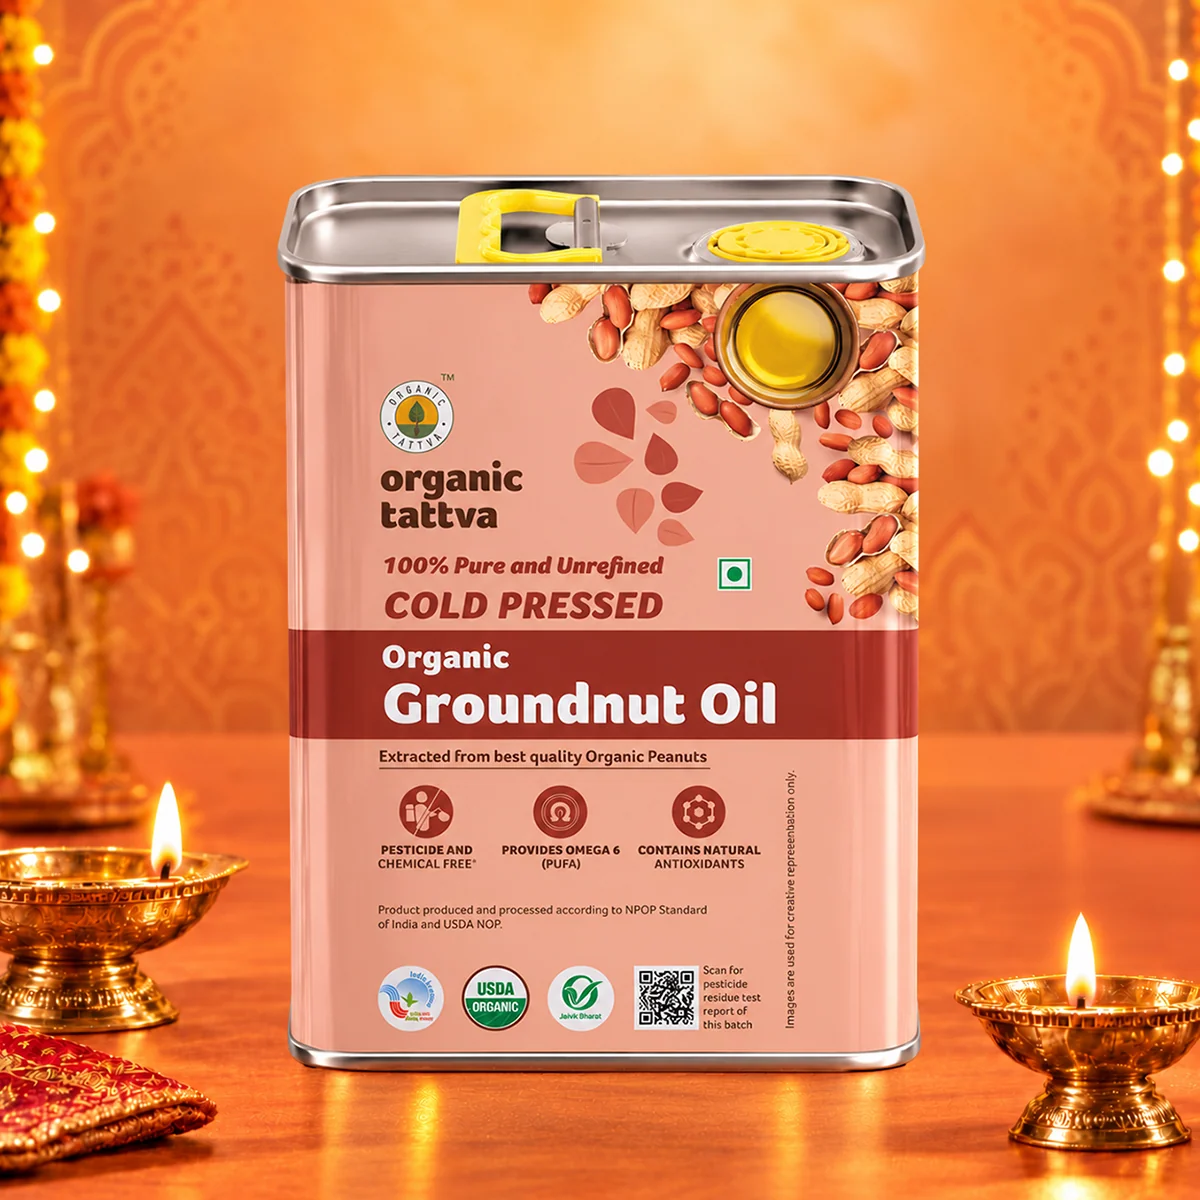 ORGANIC
TATTVA
TM
organic
tattva
100% Pure and Unrefined
COLD PRESSED
Organic
Groundnut Oil
Extracted from best quality Organic Peanuts
PESTICIDE AND
CHEMICAL FREE*
PROVIDES OMEGA 6
(PUFA)
CONTAINS NATURAL
ANTIOXIDANTS
Product produced and processed according to NPOP Standard
of India and USDA NOP.
USDA
ORGANIC
Jaivk Bharat
Scan for
pesticide
residue test
report of
this batch
Images are used for creative repreenbation only.